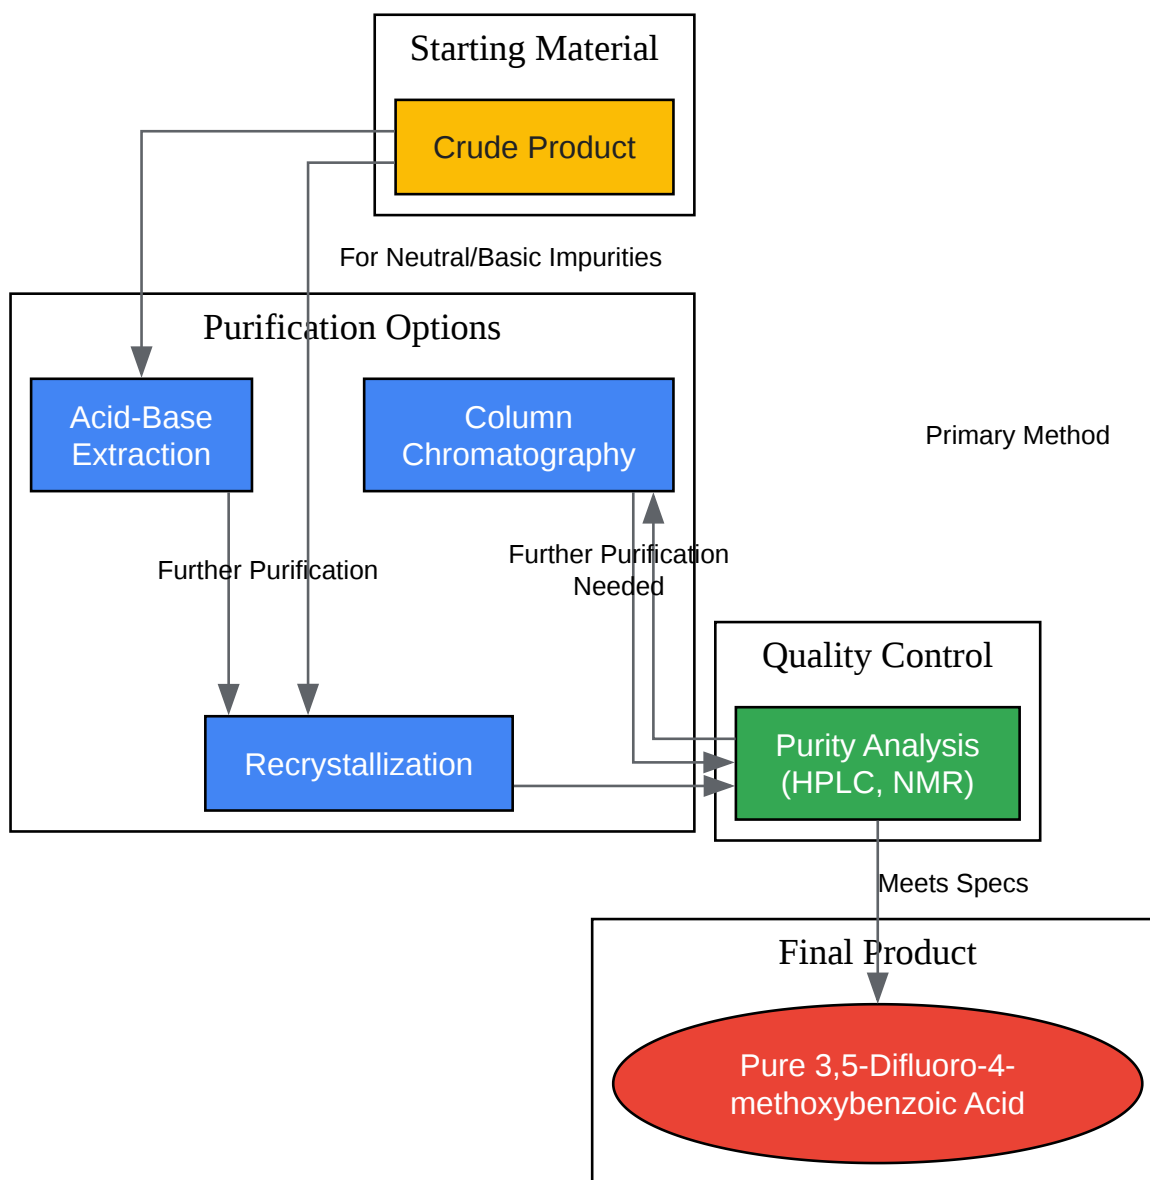 Starting Material
Crude Product
For Neutral/Basic Impurities
Purification Options
Acid-Base
Extraction
Column
Chromatography
Primary Method
Further Purification
Further Purification
Needed
Quality Control
Recrystallization
Purity Analysis
(HPLC, NMR)
Meets Specs
Final Product
Pure 3,5-Difluoro-4-
methoxybenzoic Acid